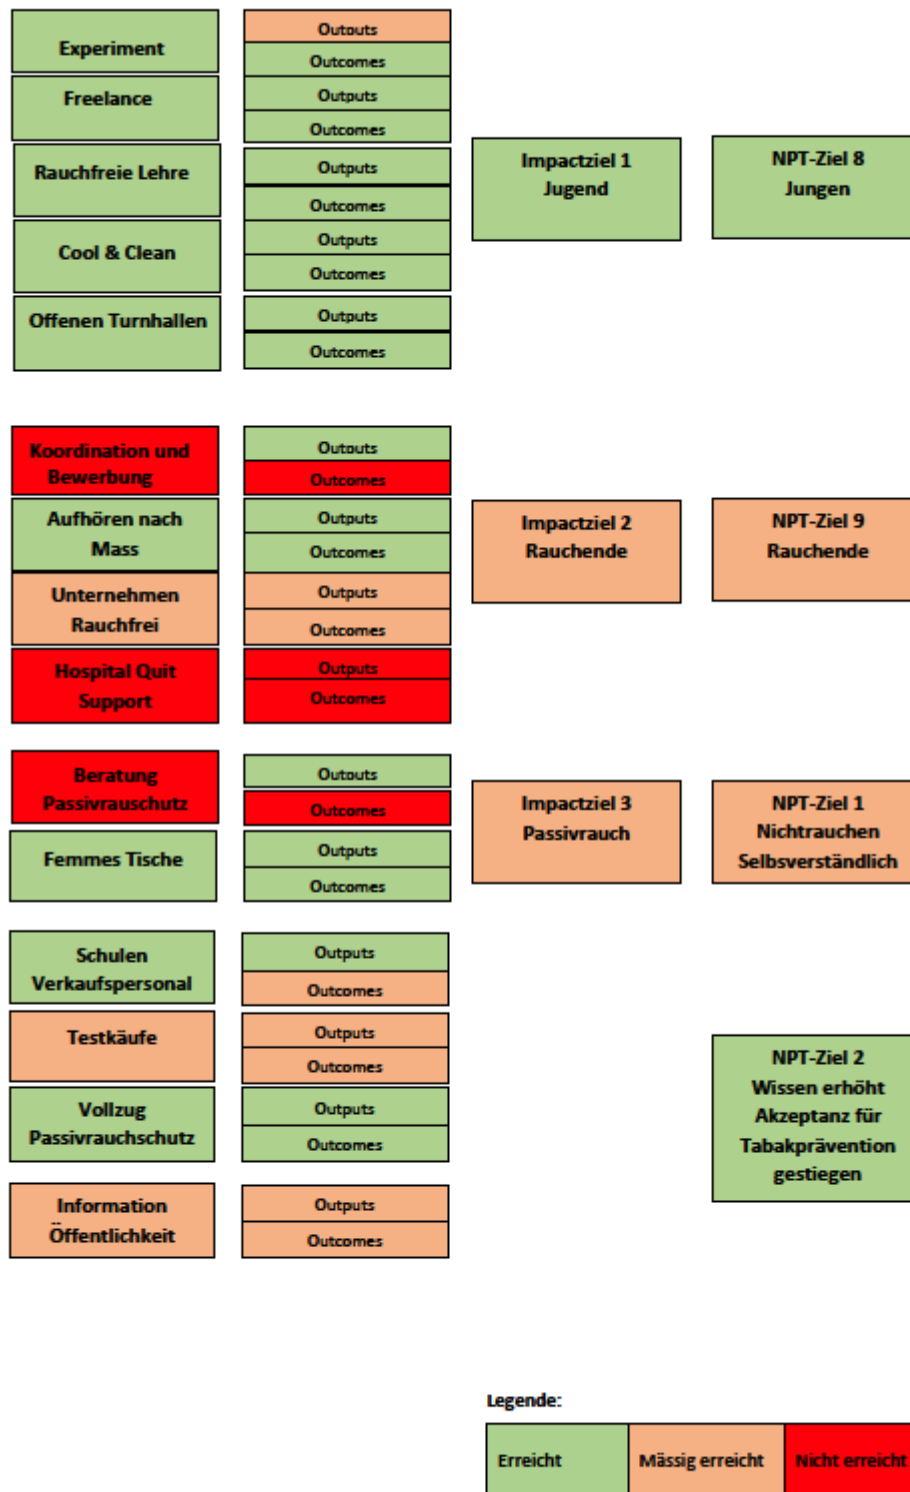 Experiment
Outputs
Outcomes
Freelance
Outputs
Outcomes
Rauchfreie Lehre
Outputs
Outcomes
Cool & Clean
Outputs
Outcomes
Offenen Turnhallen
Outputs
Outcomes
Impactziel 1
Jugend
NPT-Ziel 8
Jungen
Koordination und
Bewerbung
Outputs
Outcomes
Aufhören nach
Mass
Outputs
Outcomes
Unternehmen
Rauchfrei
Outputs
Outcomes
Hospital Quit
Support
Outputs
Outcomes
Impactziel 2
Rauchende
NPT-Ziel 9
Rauchende
Beratung
Passivrauschutz
Outputs
Outcomes
Femmes Tische
Outputs
Outcomes
Impactziel 3
Passivrauch
NPT-Ziel 1
Nichtrauchen
Selbsverständlich
Schulen
Verkaufspersonal
Outputs
Outcomes
Testkäufe
Outputs
Outcomes
Vollzug
Passivrauchschutz
Outputs
Outcomes
Information
Öffentlichkeit
Outputs
Outcomes
NPT-Ziel 2
Wissen erhöht
Akzeptanz für
Tabakprävention
gestiegen
Legende:
Erreicht
Mässig erreicht
Nicht erreicht